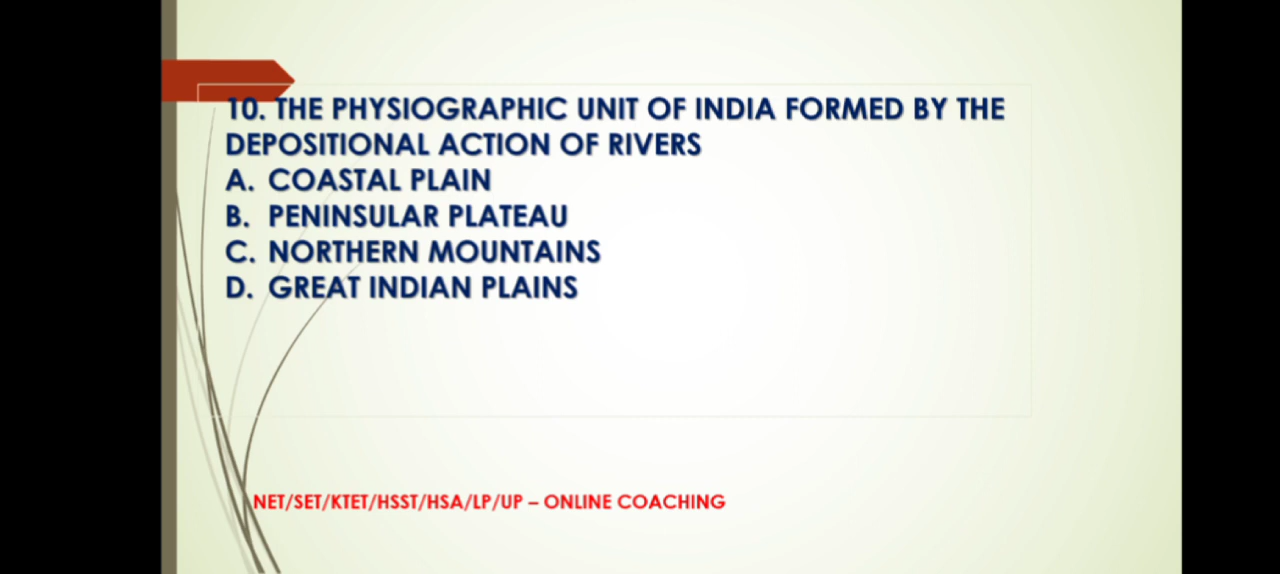 10. THE PHYSIOGRAPHIC UNIT OF INDIA FORMED BY THE
DEPOSITIONAL ACTION OF RIVERS
A. COASTAL PLAIN
B. PENINSULAR PLATEAU
C. NORTHERN MOUNTAINS
D. GREAT INDIAN PLAINS
NET/SET/KTET/HSST/HSA/LP/UP – ONLINE COACHING